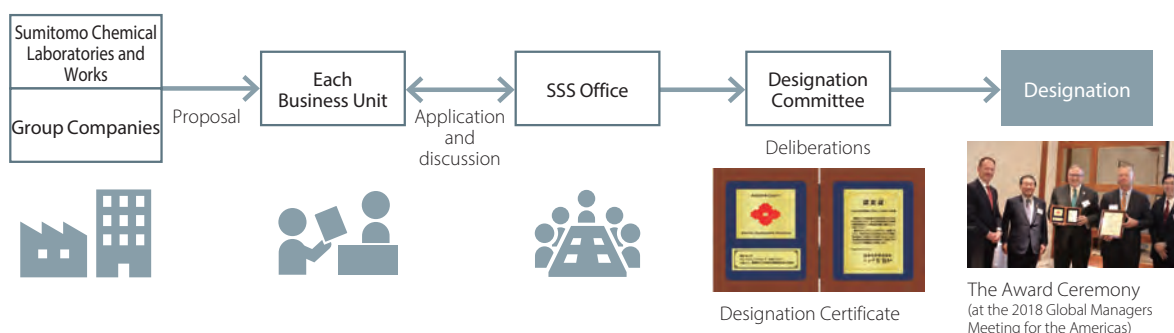 Sumitomo Chemical
Laboratories and
Works
Group Companies
Proposal
Each
Business Unit
Application
and
discussion
SSS Office
Designation
Committee
Deliberations
Designation
Designation Certificate
The Award Ceremony
(at the 2018 Global Managers
Meeting for the Americas)